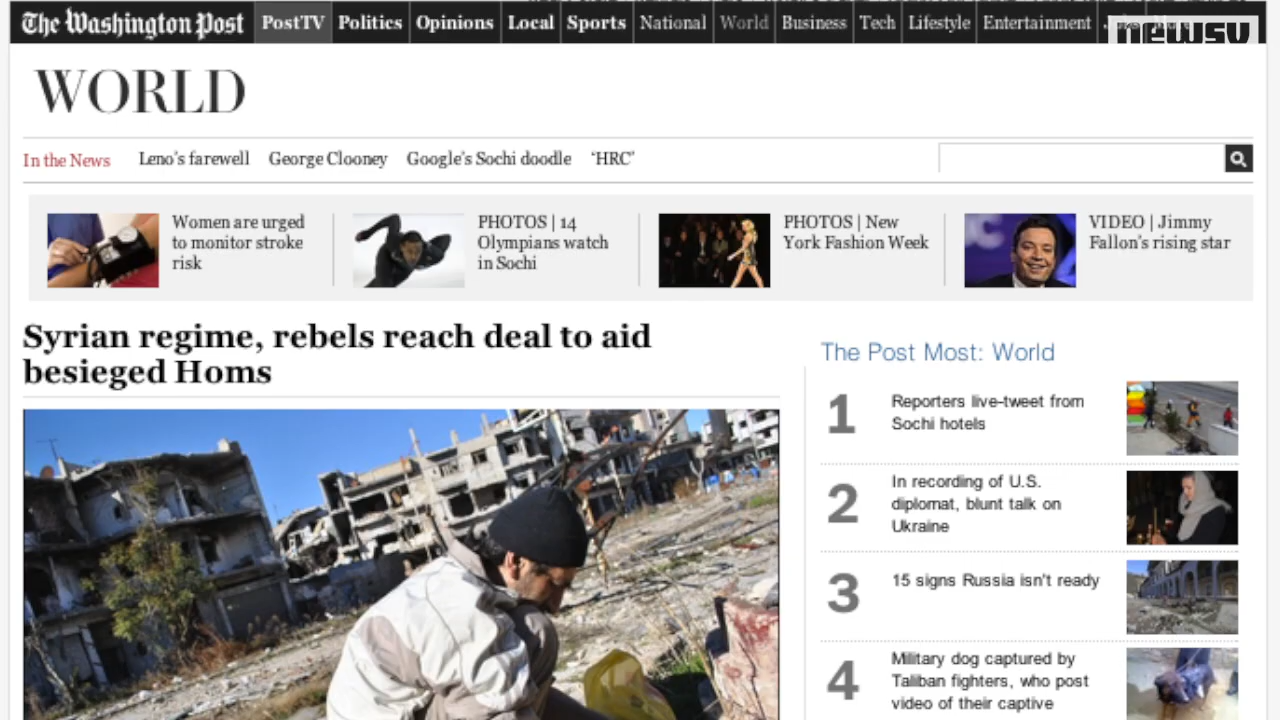 The Washington Post PostTV Politics Opinions Local Sports National World Business Tech Lifestyle Entertainment
newsy
WORLD
In the News Leno's farewell George Clooney Google's Sochi doodle 'HRC'
Women are urged
to monitor stroke
risk
PHOTOS | 14
Olympians watch
in Sochi
PHOTOS | New
York Fashion Week
VIDEO | Jimmy
Fallon's rising star
Syrian regime, rebels reach deal to aid
besieged Homs
The Post Most: World
1 Reporters live-tweet from
Sochi hotels
2 In recording of U.S.
diplomat, blunt talk on
Ukraine
3 15 signs Russia isn't ready
4 Military dog captured by
Taliban fighters, who post
video of their captive